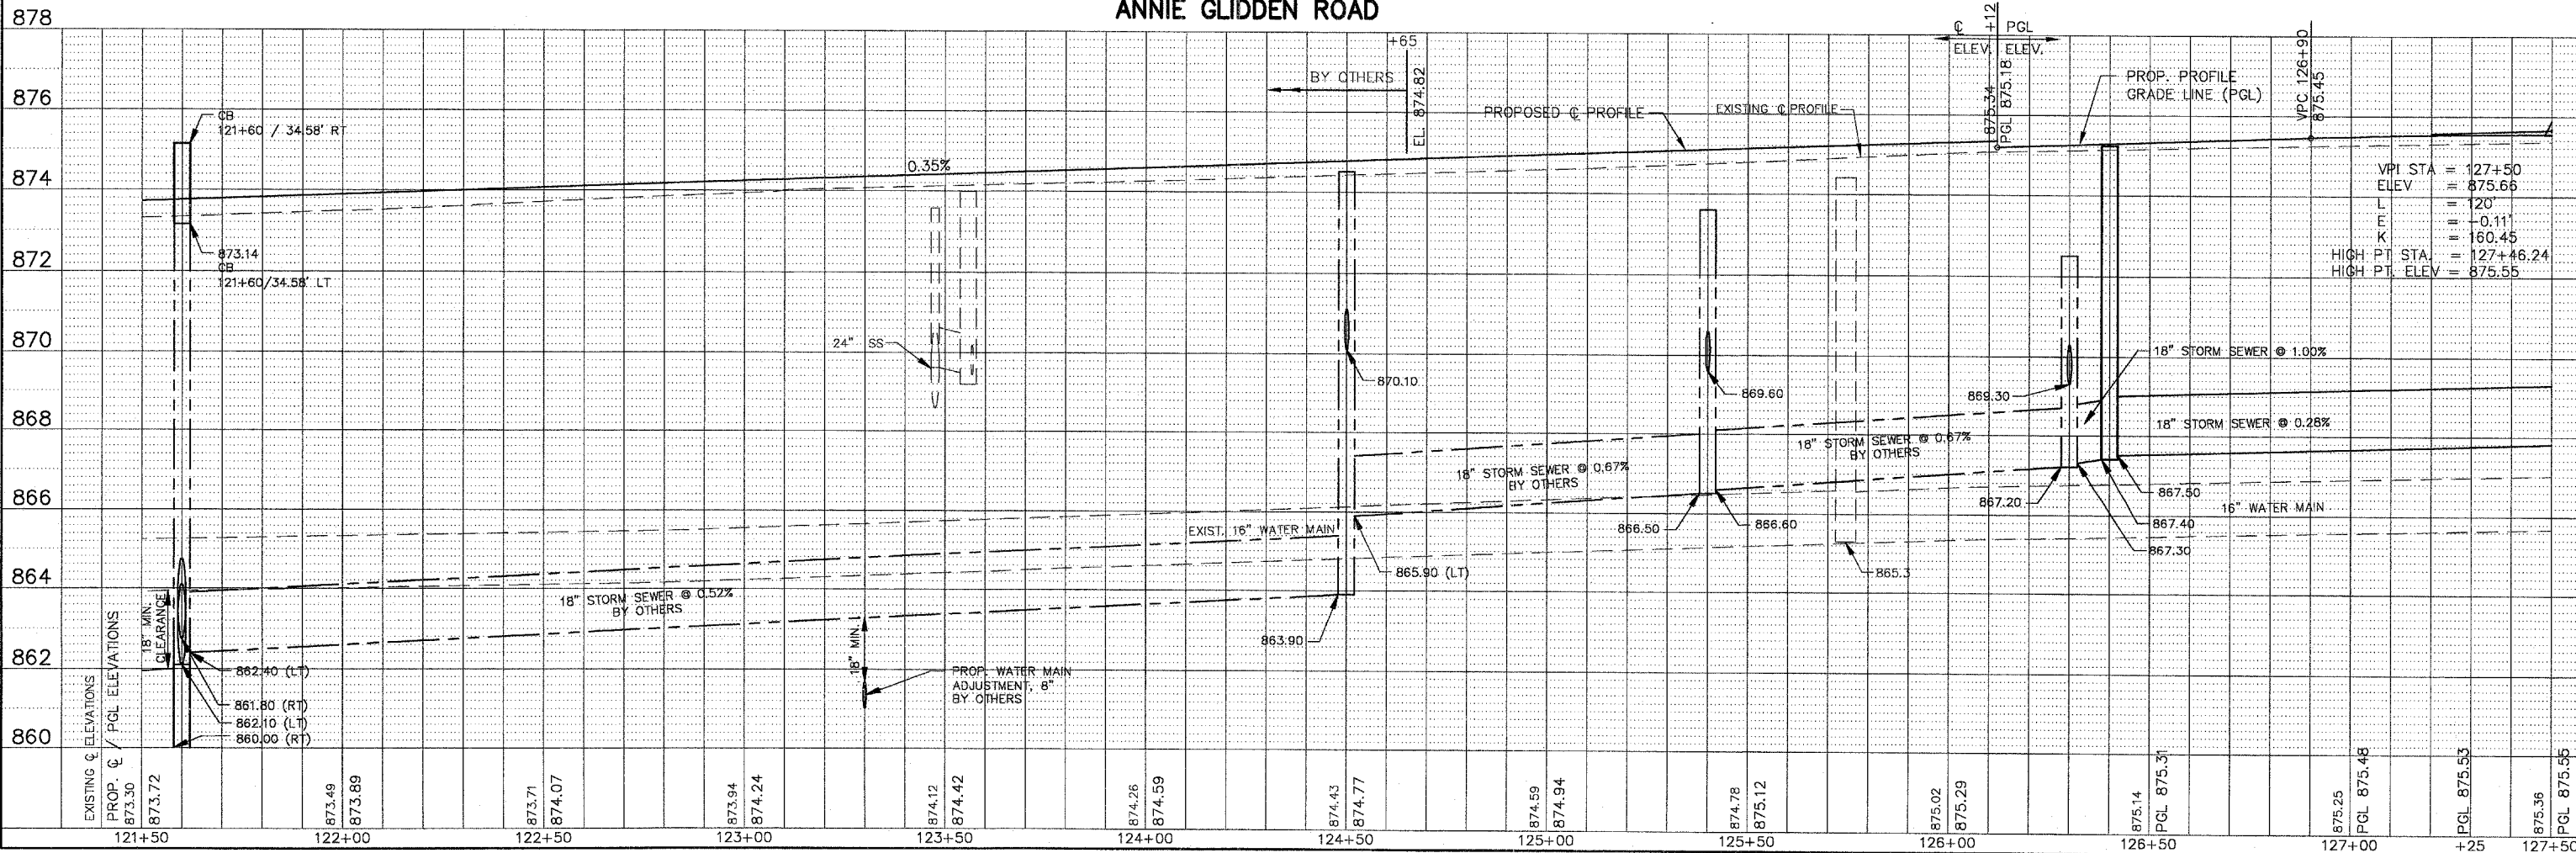 ANNIE GLIDDEN ROAD
878
876
874
872
870
868
866
864
862
860
CB
121+60 / 34.58' RT
873.14
CB
121+60/34.58' LT
0.35%
24" SS
BY OTHERS
+65
EL. 874.82
PROPOSED ℄ PROFILE
EXISTING ℄ PROFILE
℄
ELEV.
+12
PGL
ELEV.
875.34
PGL 875.18
PROP. PROFILE
GRADE LINE (PGL)
VPC 126+90
875.45
VPI STA = 127+50
ELEV = 875.66
L = 120'
E = -0.11'
K = 160.45
HIGH PT STA. = 127+46.24
HIGH PT. ELEV = 875.55
870.10
869.60
869.30
18" STORM SEWER @ 1.00%
18" STORM SEWER @ 0.28%
18" STORM SEWER @ 0.67%
BY OTHERS
18" STORM SEWER @ 0.67%
BY OTHERS
EXIST. 16" WATER MAIN
16" WATER MAIN
866.50
866.60
867.20
867.50
867.40
867.30
865.90 (LT)
865.3
863.90
18" STORM SEWER @ 0.52%
BY OTHERS
18" MIN.
CLEARANCE
18" MIN.
PROP. WATER MAIN
ADJUSTMENT, 8"
BY OTHERS
862.40 (LT)
861.80 (RT)
862.10 (LT)
860.00 (RT)
EXISTING ℄ ELEVATIONS
PROP. ℄ / PGL ELEVATIONS
873.30
873.72
873.49
873.89
873.71
874.07
873.94
874.24
874.12
874.42
874.26
874.59
874.43
874.77
874.59
874.94
874.78
875.12
875.02
875.29
875.14
PGL 875.31
875.25
PGL 875.48
PGL 875.53
875.36
PGL 875.55
121+50
122+00
122+50
123+00
123+50
124+00
124+50
125+00
125+50
126+00
126+50
127+00
+25
127+50